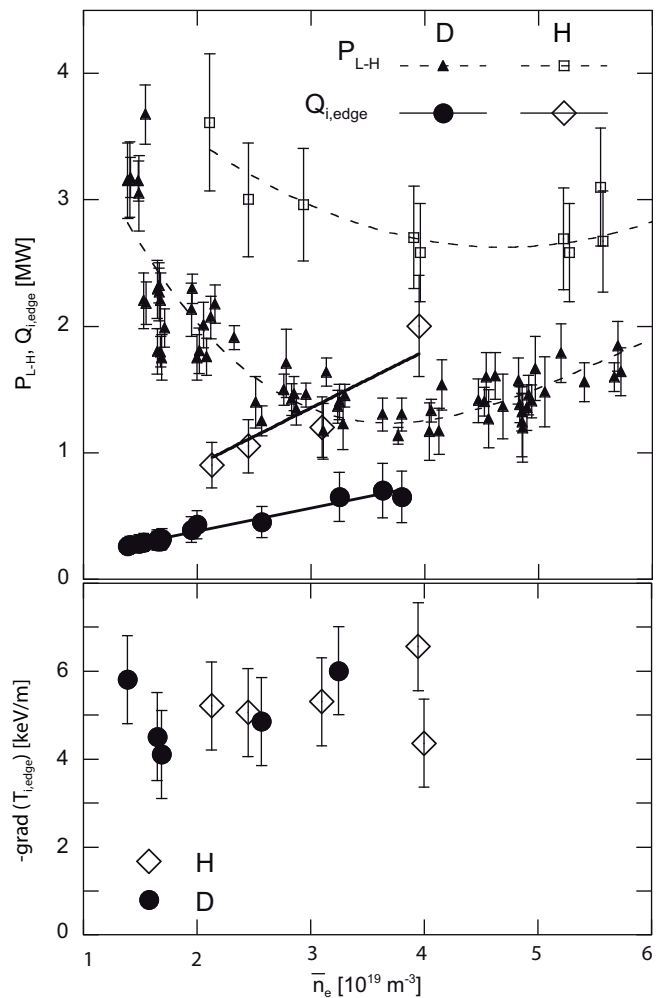 D H
P_L-H
Q_i,edge
4
3
2
1
0
P_L-H, Q_i,edge [MW]
6
4
2
0
-grad (T_i,edge) [keV/m]
H
D
1 2 3 4 5 6
n̅_e [10^19 m^-3]